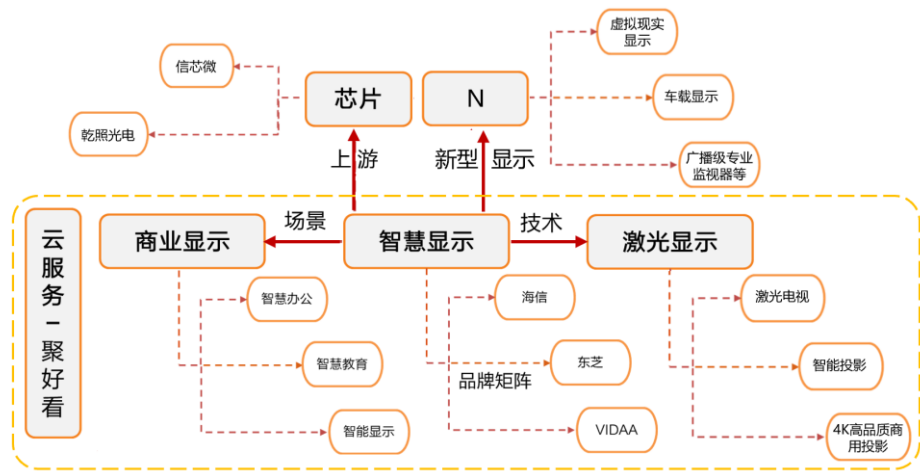 虚拟现实
显示
信芯微
芯片
N
车载显示
乾照光电
上游
新型 显示
广播级专业
监视器等
云服务-聚好看
商业显示
场景
智慧显示
技术
激光显示
智慧办公
海信
激光电视
智慧教育
品牌矩阵
东芝
智能投影
智能显示
VIDAA
4K高品质商
用投影